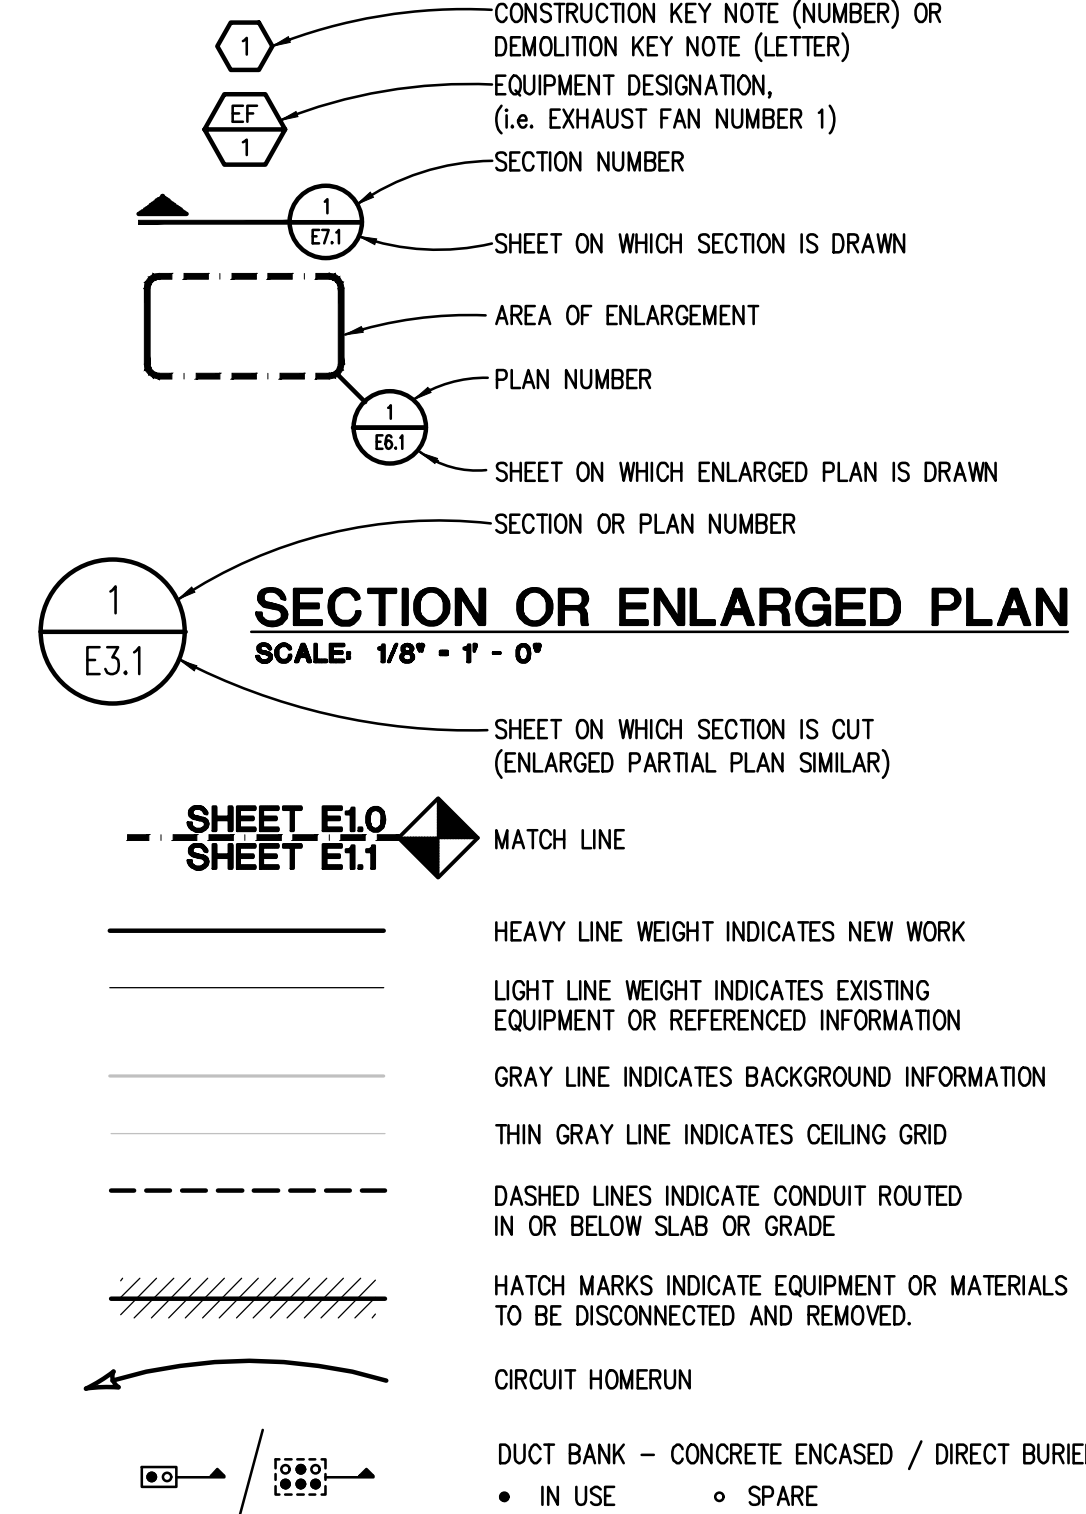 CONSTRUCTION KEY NOTE (NUMBER) OR
1
DEMOLITION KEY NOTE (LETTER)
EQUIPMENT DESIGNATION,
EF
(i.e. EXHAUST FAN NUMBER 1)
1
SECTION NUMBER
1
E7.1
SHEET ON WHICH SECTION IS DRAWN
AREA OF ENLARGEMENT
PLAN NUMBER
1
E6.1
SHEET ON WHICH ENLARGED PLAN IS DRAWN
SECTION OR PLAN NUMBER
1
SECTION OR ENLARGED PLAN
E3.1
SCALE: 1/8" - 1' - 0"
SHEET ON WHICH SECTION IS CUT
(ENLARGED PARTIAL PLAN SIMILAR)
SHEET E1.0
SHEET E1.1
MATCH LINE
HEAVY LINE WEIGHT INDICATES NEW WORK
LIGHT LINE WEIGHT INDICATES EXISTING
EQUIPMENT OR REFERENCED INFORMATION
GRAY LINE INDICATES BACKGROUND INFORMATION
THIN GRAY LINE INDICATES CEILING GRID
DASHED LINES INDICATE CONDUIT ROUTED
IN OR BELOW SLAB OR GRADE
HATCH MARKS INDICATE EQUIPMENT OR MATERIALS
TO BE DISCONNECTED AND REMOVED.
CIRCUIT HOMERUN
DUCT BANK – CONCRETE ENCASED / DIRECT BURIE
IN USE
SPARE